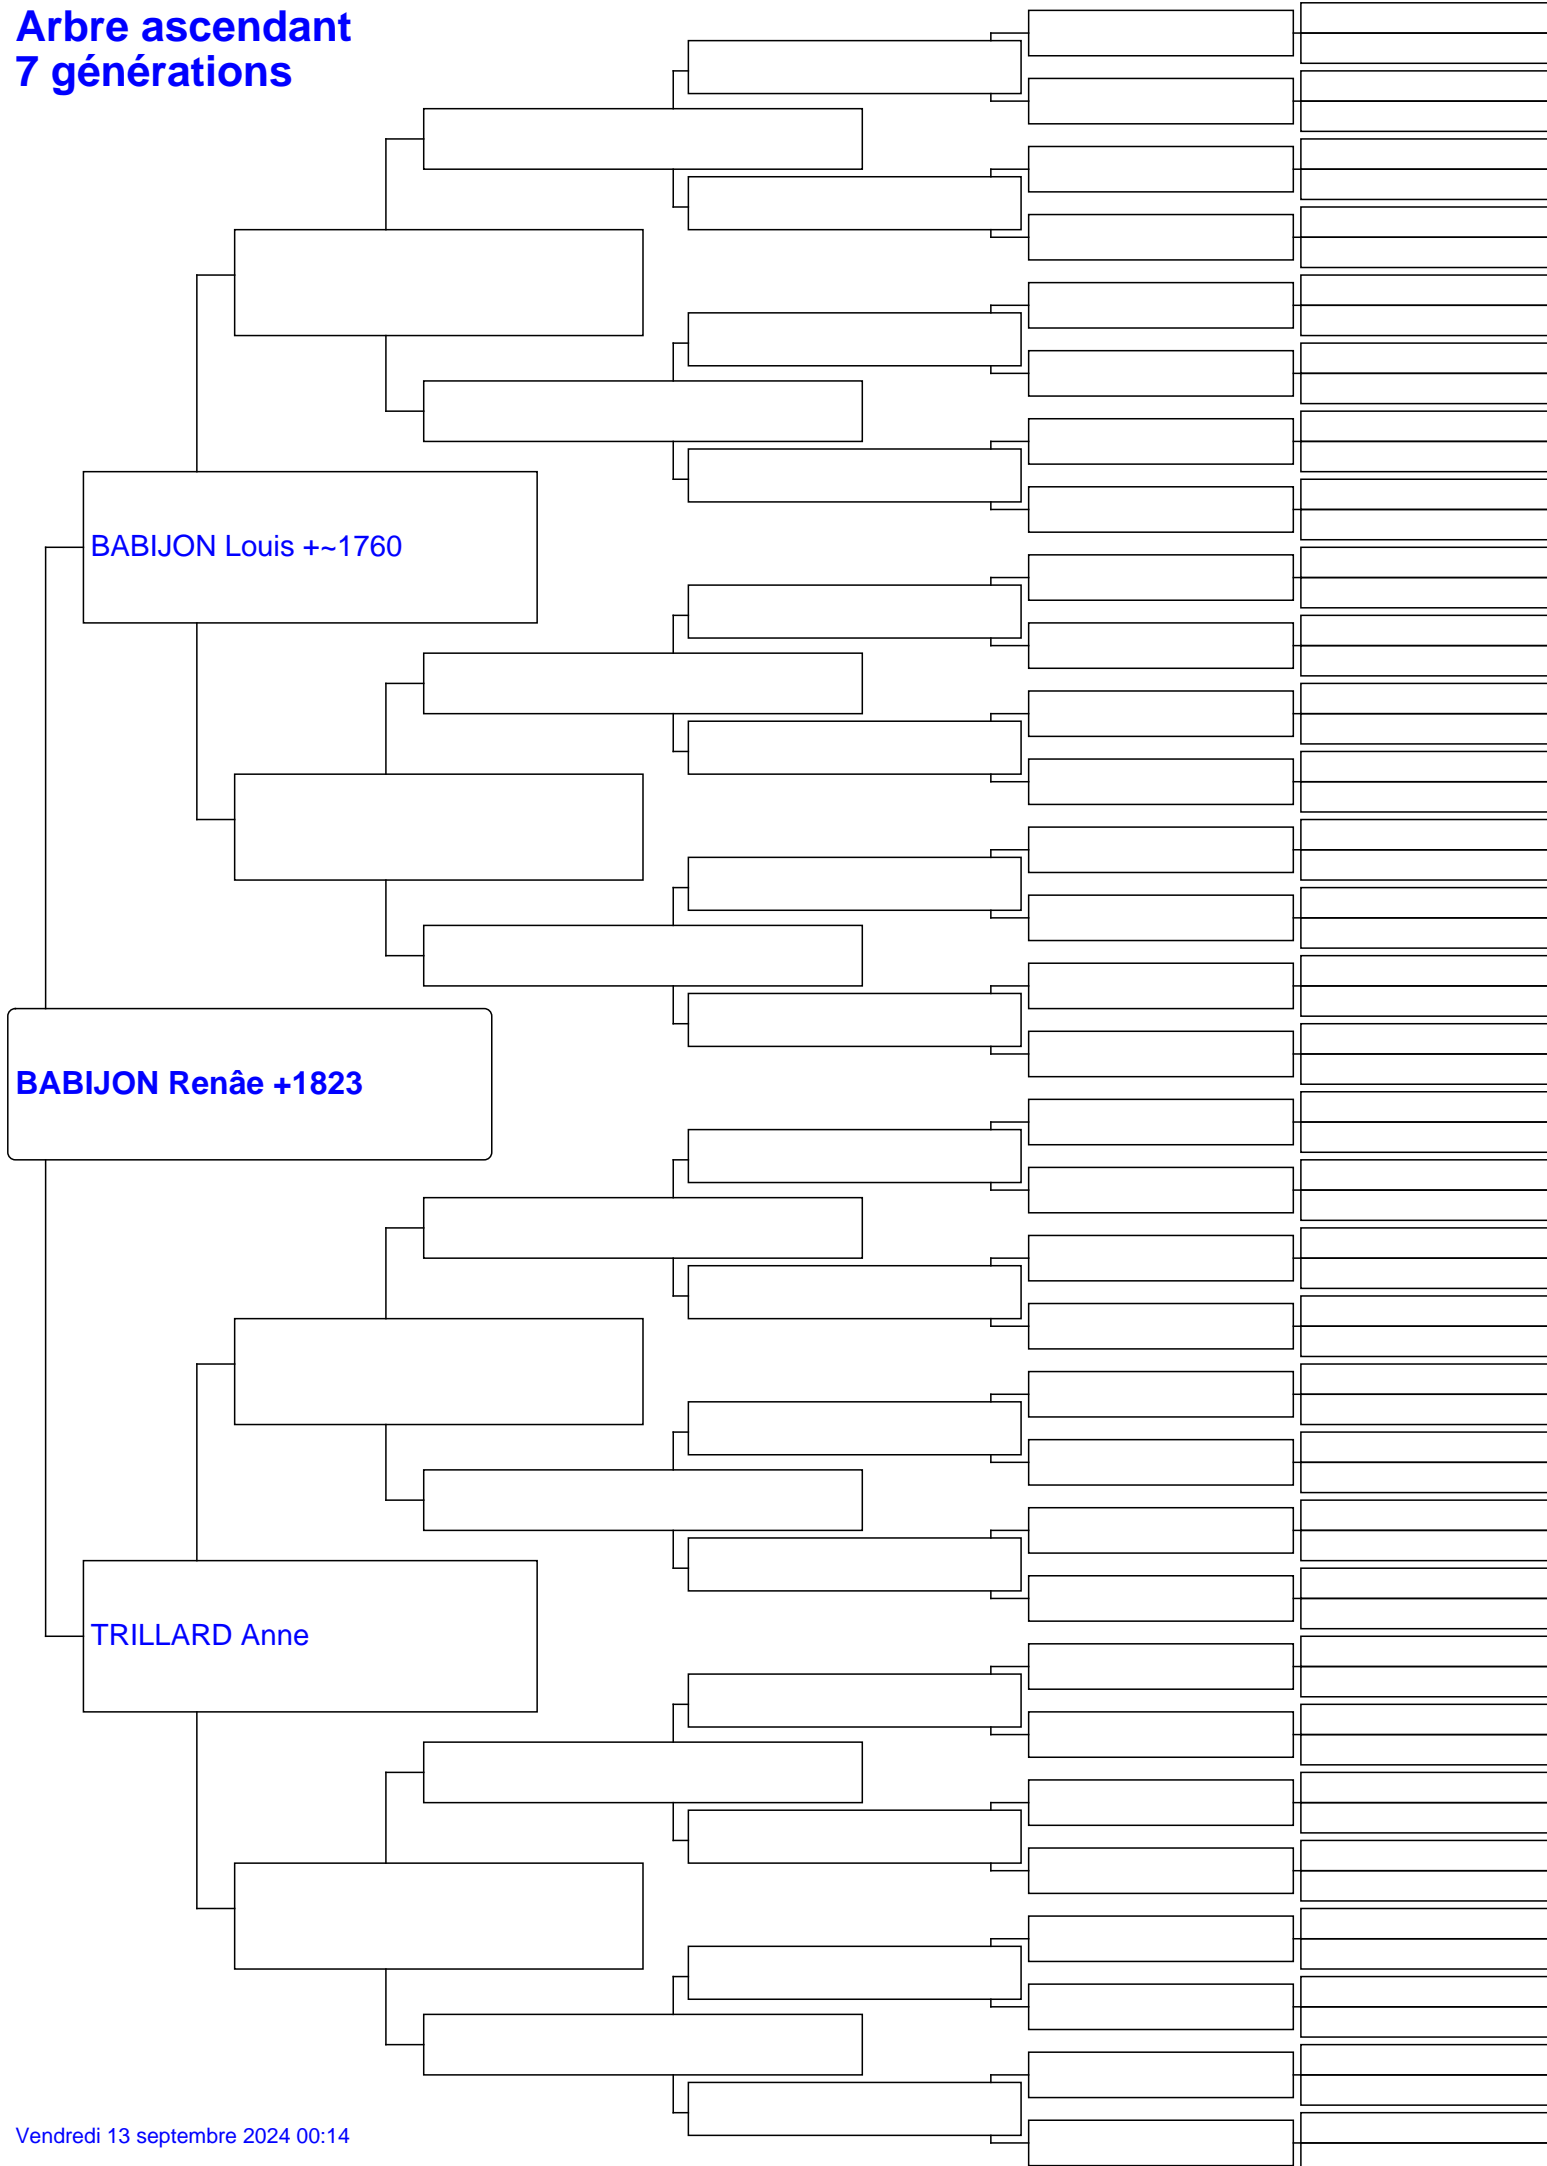 Arbre ascendant
7 générations
BABIJON Louis +~1760
BABIJON Renâe +1823
TRILLARD Anne
Vendredi 13 septembre 2024 00:14